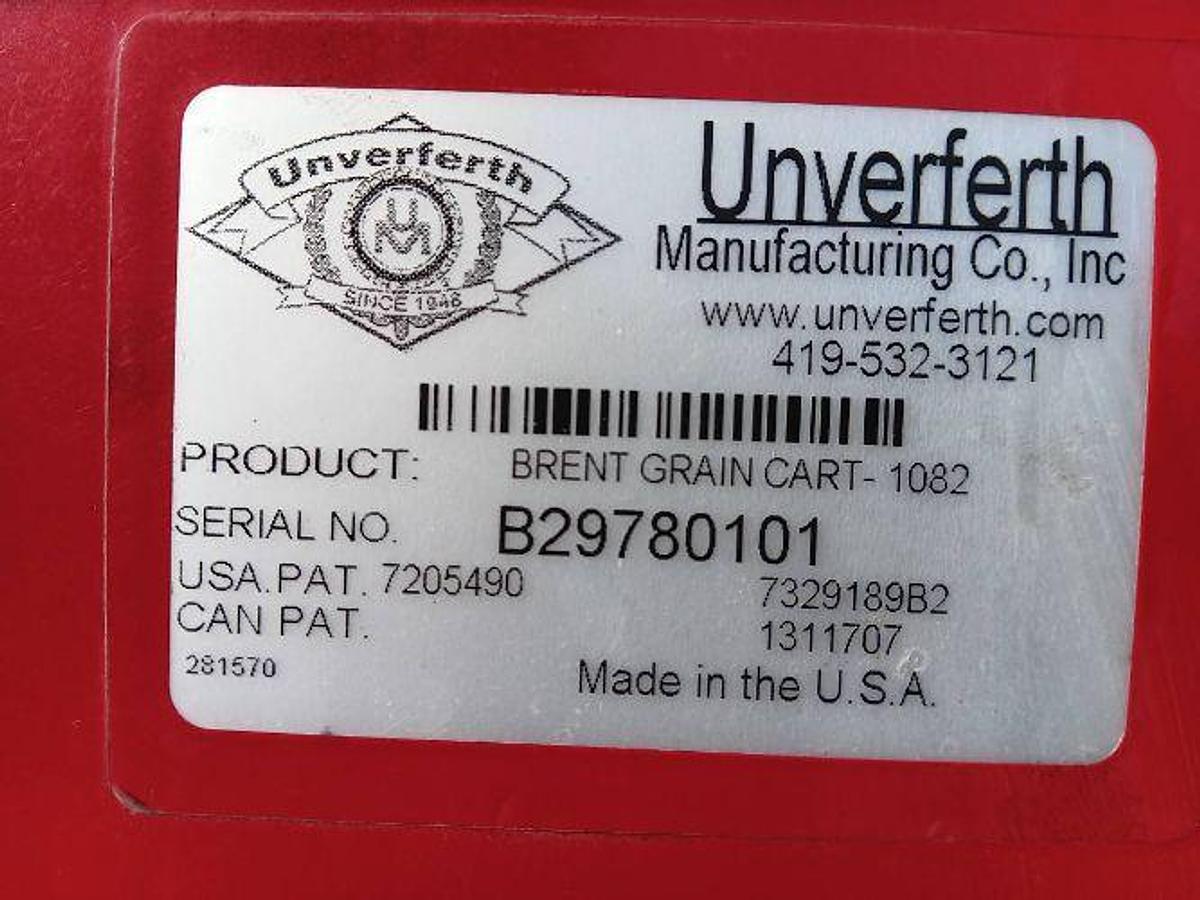 Unverferth
UM
SINCE 1948
Unverferth
Manufacturing Co., Inc
www.unverferth.com
419-532-3121
PRODUCT: BRENT GRAIN CART- 1082
SERIAL NO. B29780101
USA.PAT. 7205490 7329189B2
CAN PAT. 1311707
281570
Made in the U.S.A.